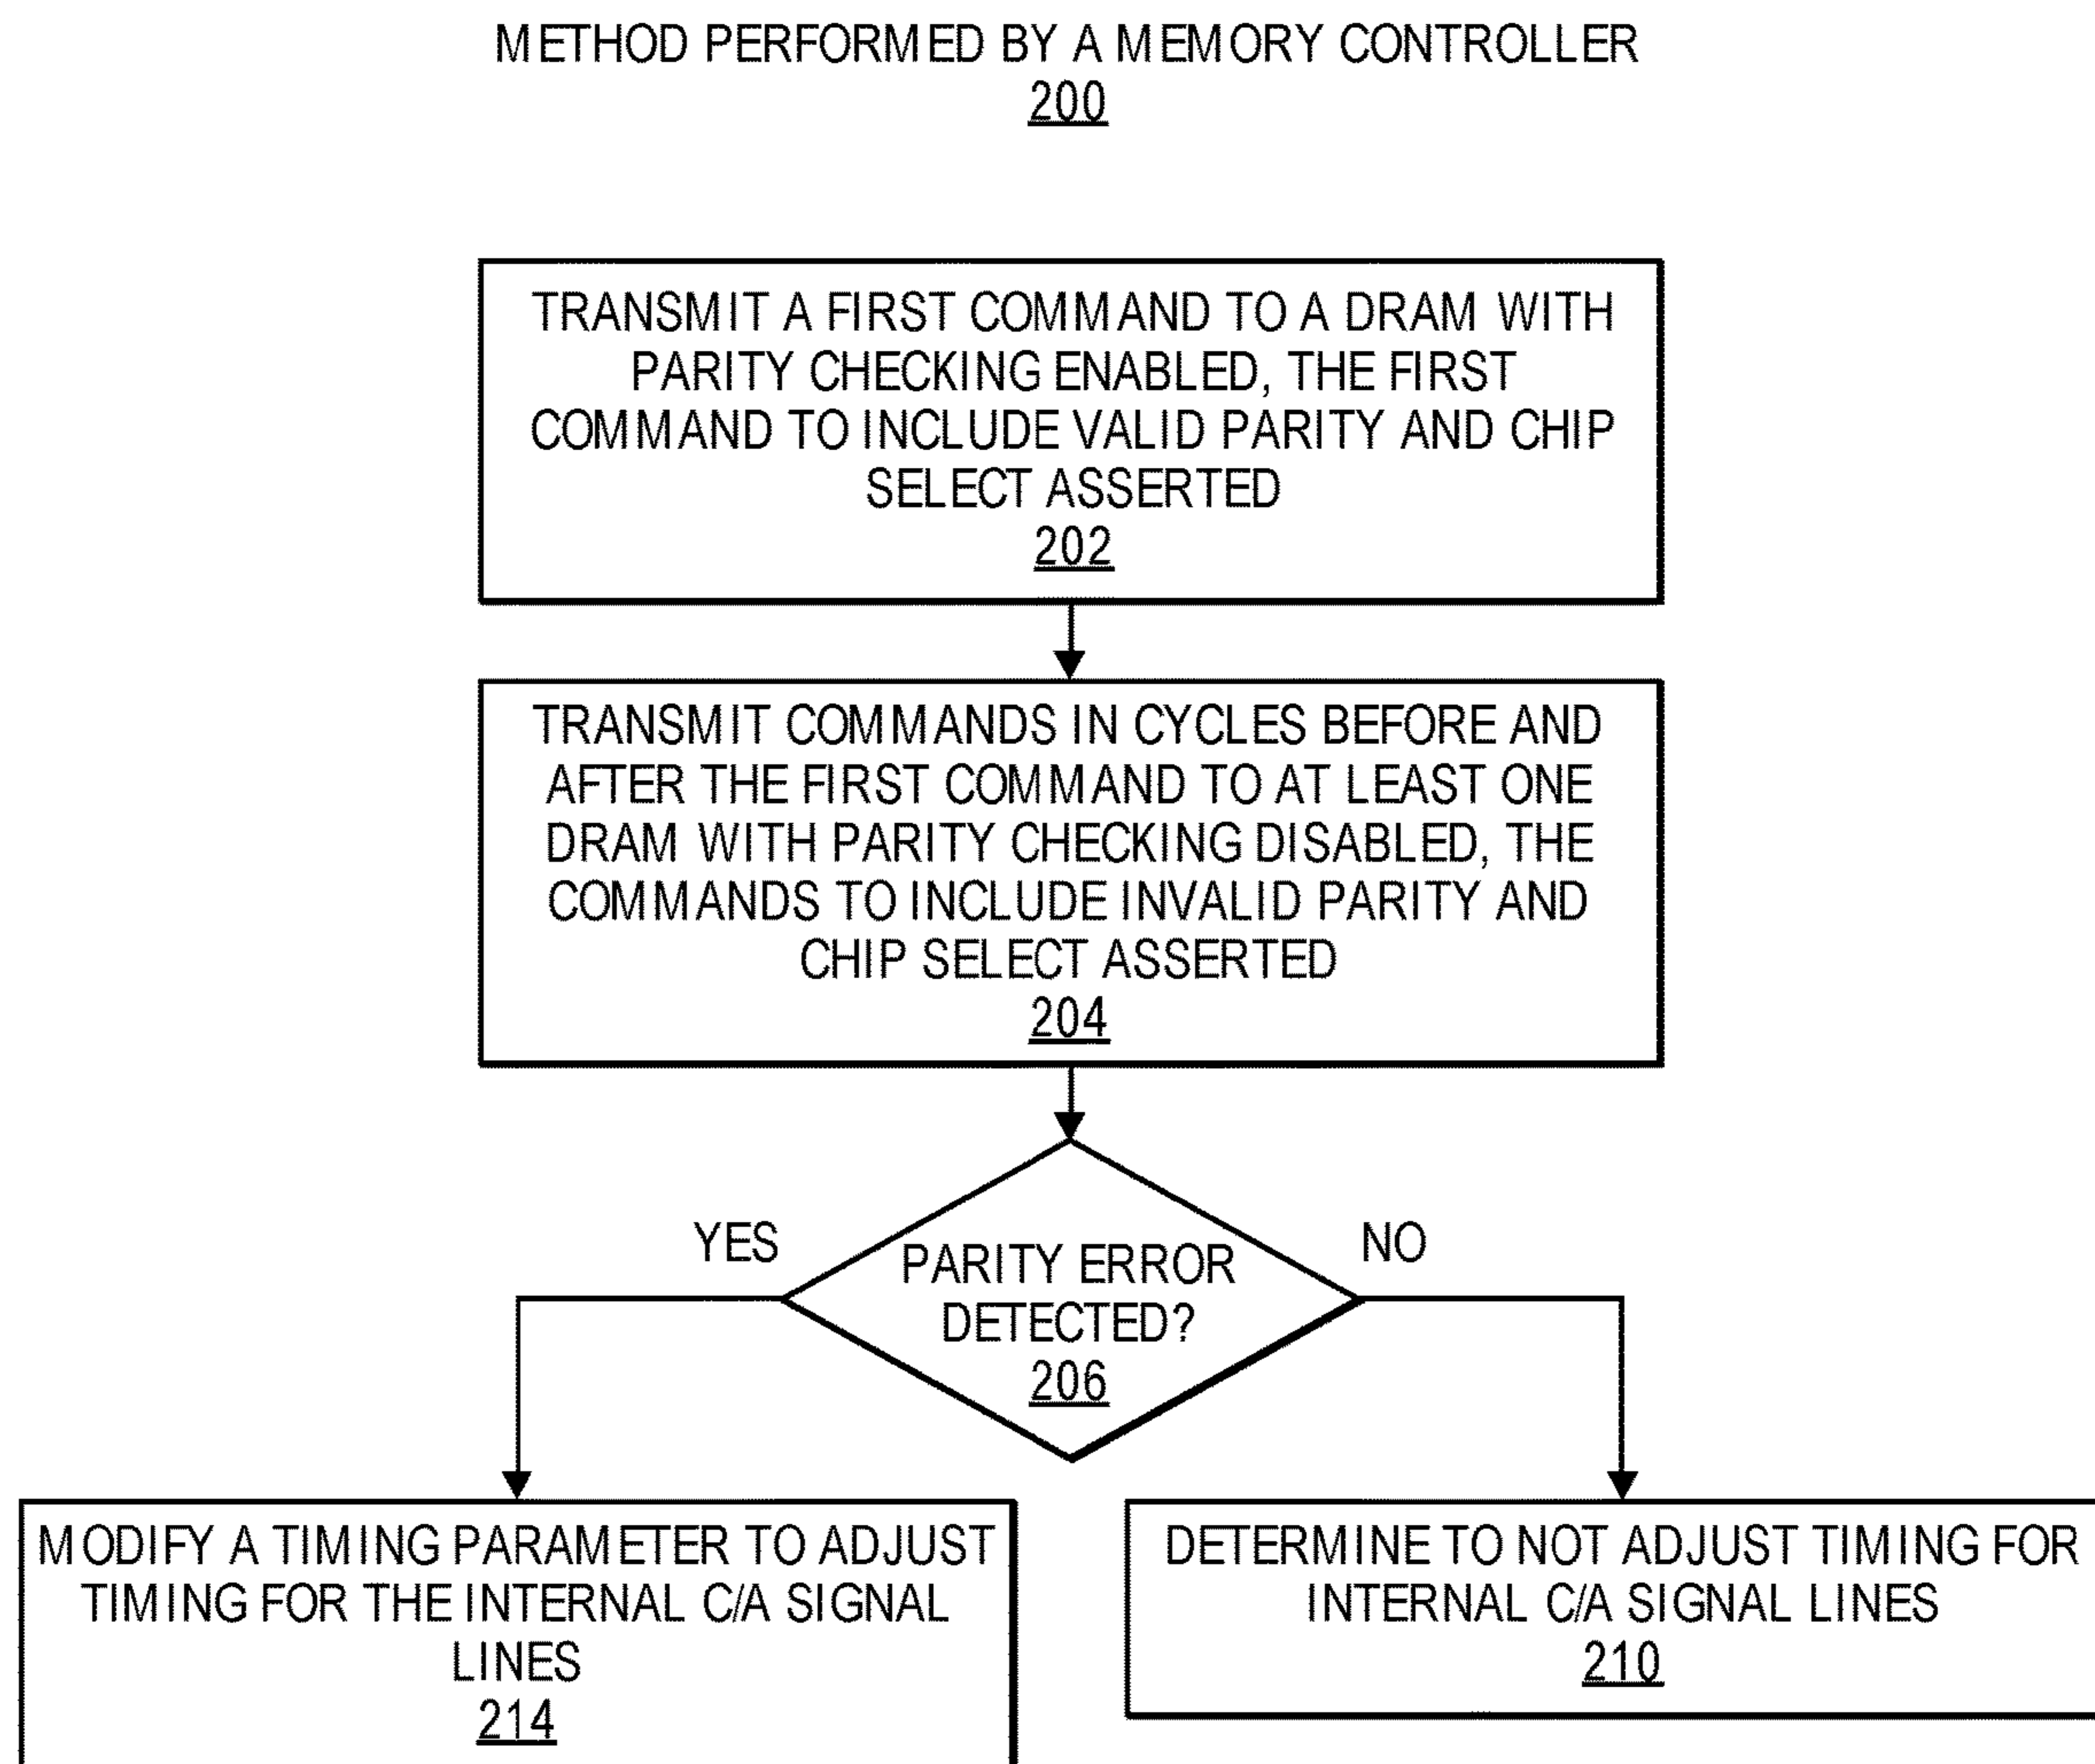 METHOD PERFORMED BY A MEMORY CONTROLLER
200
TRANSMIT A FIRST COMMAND TO A DRAM WITH
PARITY CHECKING ENABLED, THE FIRST
COMMAND TO INCLUDE VALID PARITY AND CHIP
SELECT ASSERTED
202
TRANSMIT COMMANDS IN CYCLES BEFORE AND
AFTER THE FIRST COMMAND TO AT LEAST ONE
DRAM WITH PARITY CHECKING DISABLED, THE
COMMANDS TO INCLUDE INVALID PARITY AND
CHIP SELECT ASSERTED
204
YES
NO
PARITY ERROR
DETECTED?
206
MODIFY A TIMING PARAMETER TO ADJUST
TIMING FOR THE INTERNAL C/A SIGNAL
LINES
214
DETERMINE TO NOT ADJUST TIMING FOR
INTERNAL C/A SIGNAL LINES
210